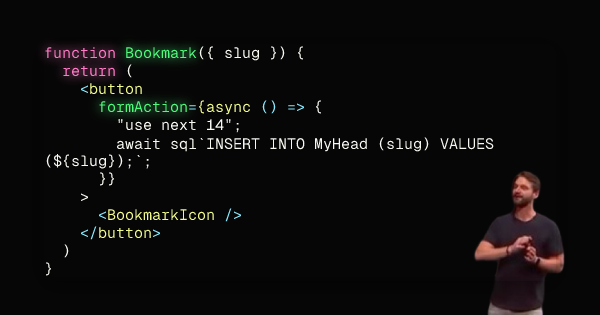 function Bookmark({ slug }) {
return (
<button
formAction={async () => {
"use next 14";
await sql`INSERT INTO MyHead (slug) VALUES
(${slug});`;
}}
>
<BookmarkIcon />
</button>
)
}